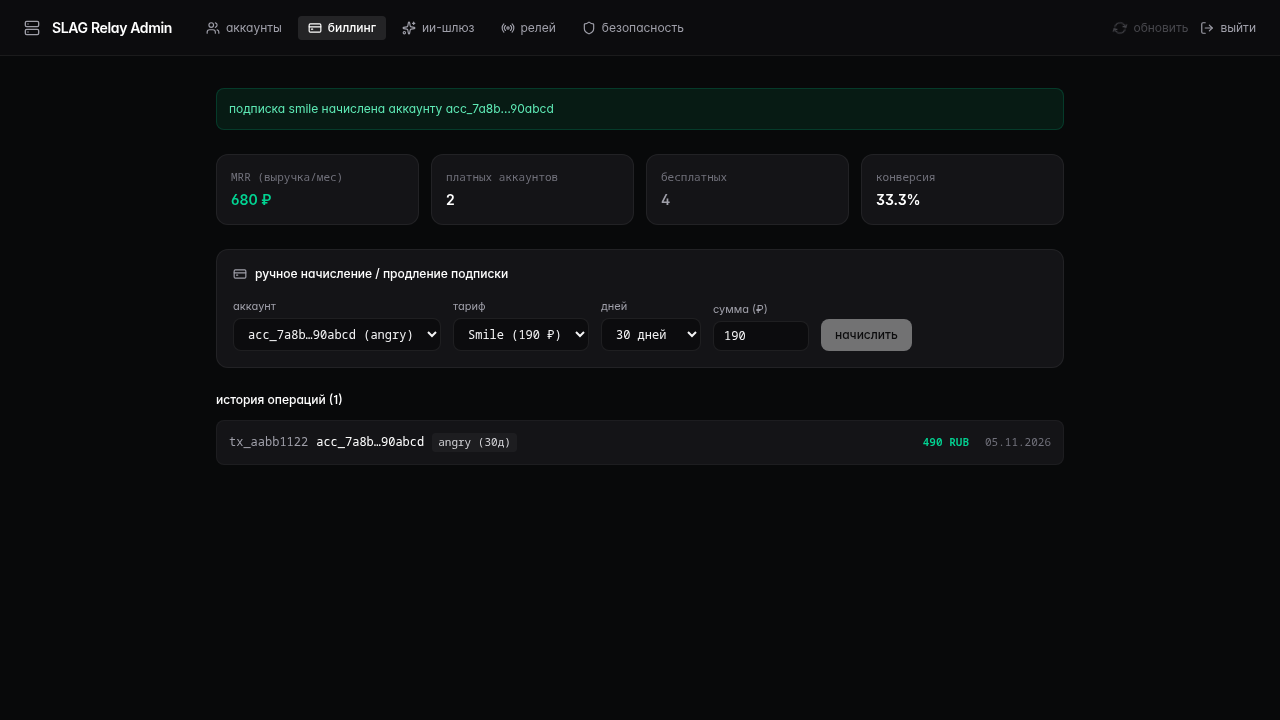 SLAG Relay Admin аккаунты биллинг ии-шлюз релей безопасность обновить выйти
подписка smile начислена аккаунту acc_7a8b…90abcd
MRR (выручка/мес) платных аккаунтов бесплатных конверсия
680 ₽ 2 4 33.3%
ручное начисление / продление подписки
аккаунт тариф дней сумма (₽)
acc_7a8b…90abcd (angry) Smile (190 ₽) 30 дней 190 начислить
история операций (1)
tx_aabb1122 acc_7a8b…90abcd angry (30д) 490 RUB 05.11.2026